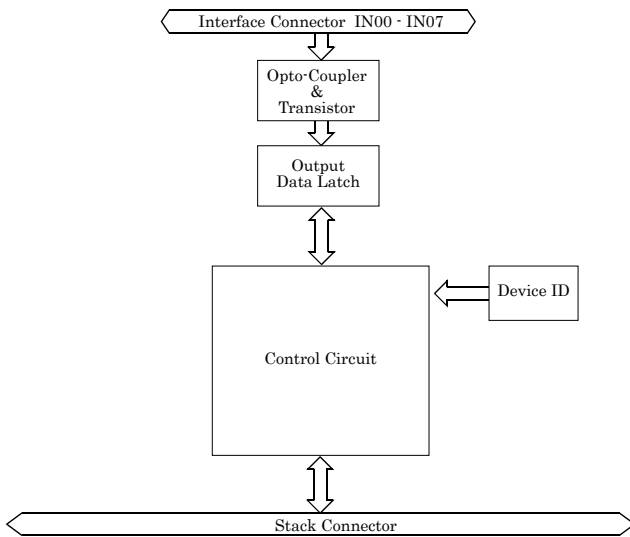 Interface Connector IN00 - IN07
Opto-Coupler
&
Transistor
Output
Data Latch
Device ID
Control Circuit
Stack Connector